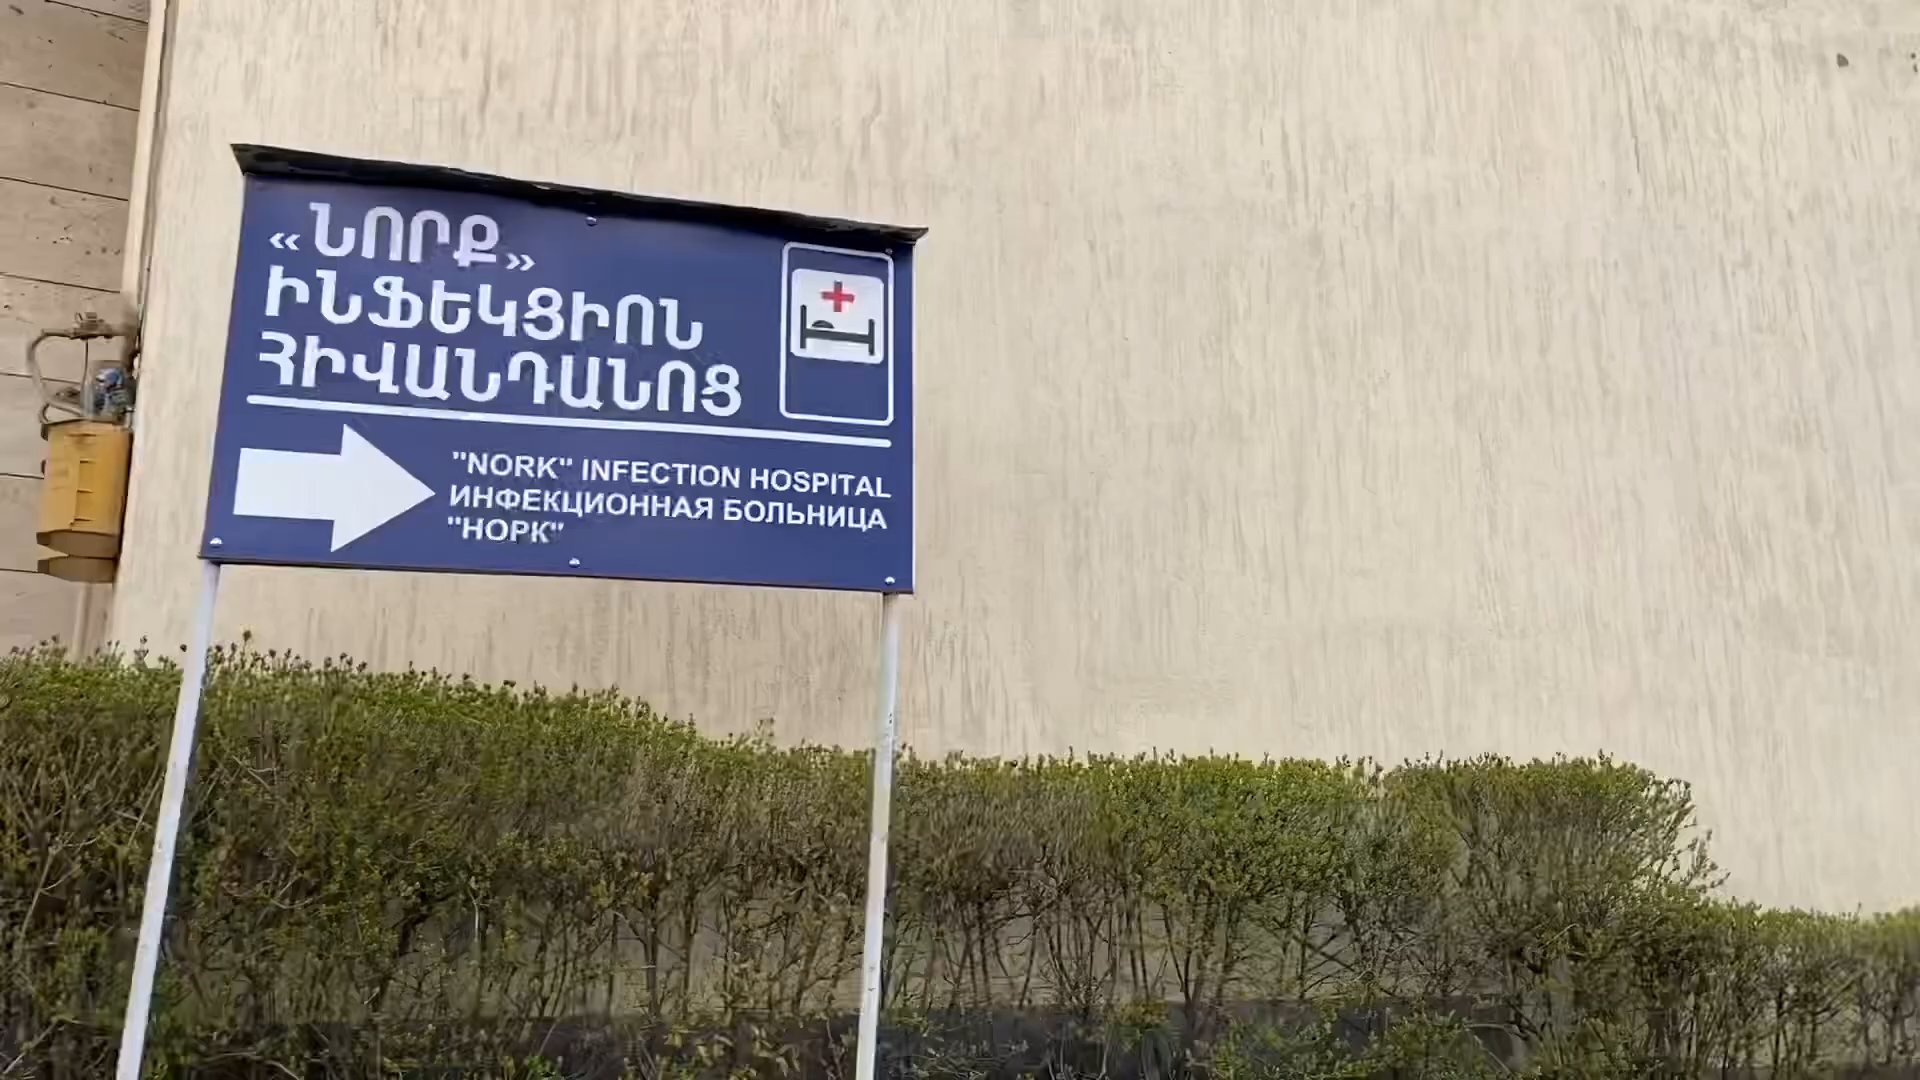 «ՆՈՐՔ»
ԻՆՖԵԿՑԻՈՆ
ՀԻՎԱՆԴԱՆՈՑ
"NORK" INFECTION HOSPITAL
ИНФЕКЦИОННАЯ БОЛЬНИЦА
"НОРК"